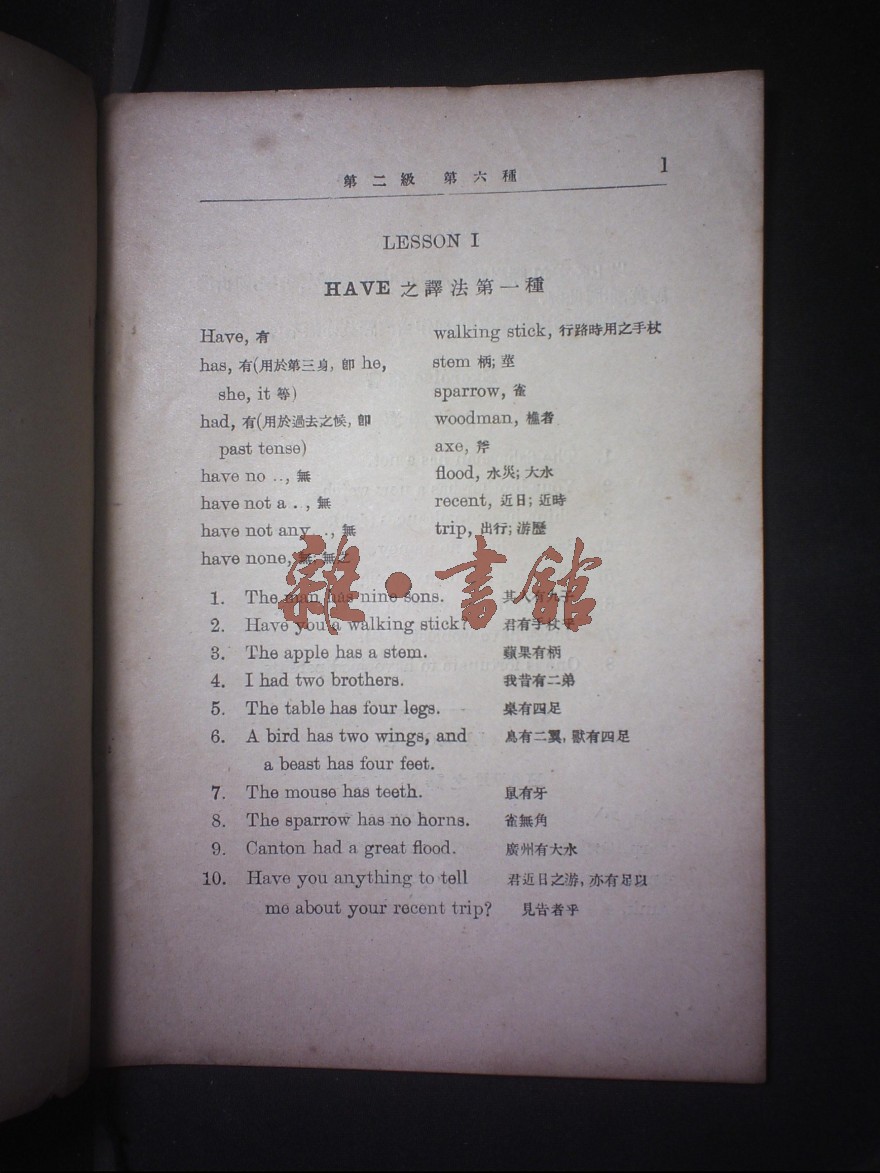 第二級 第六種 1
LESSON I
HAVE 之譯法第一種
Have, 有
has, 有(用於第三身, 卽 he,
she, it 等)
had, 有(用於過去之候, 卽
past tense)
have no .., 無
have not a . ., 無
have not any . ., 無
have none, 無; 無之
walking stick, 行路時用之手杖
stem 柄; 莖
sparrow, 雀
woodman, 樵者
axe, 斧
flood, 水災; 大水
recent, 近日; 近時
trip, 出行; 游歷
雜·書館
1. The man has nine sons. 其人有九子
2. Have you a walking stick? 君有手杖乎
3. The apple has a stem. 蘋果有柄
4. I had two brothers. 我昔有二弟
5. The table has four legs. 桌有四足
6. A bird has two wings, and 鳥有二翼, 獸有四足
a beast has four feet.
7. The mouse has teeth. 鼠有牙
8. The sparrow has no horns. 雀無角
9. Canton had a great flood. 廣州有大水
10. Have you anything to tell 君近日之游, 亦有足以
me about your recent trip? 見告者乎